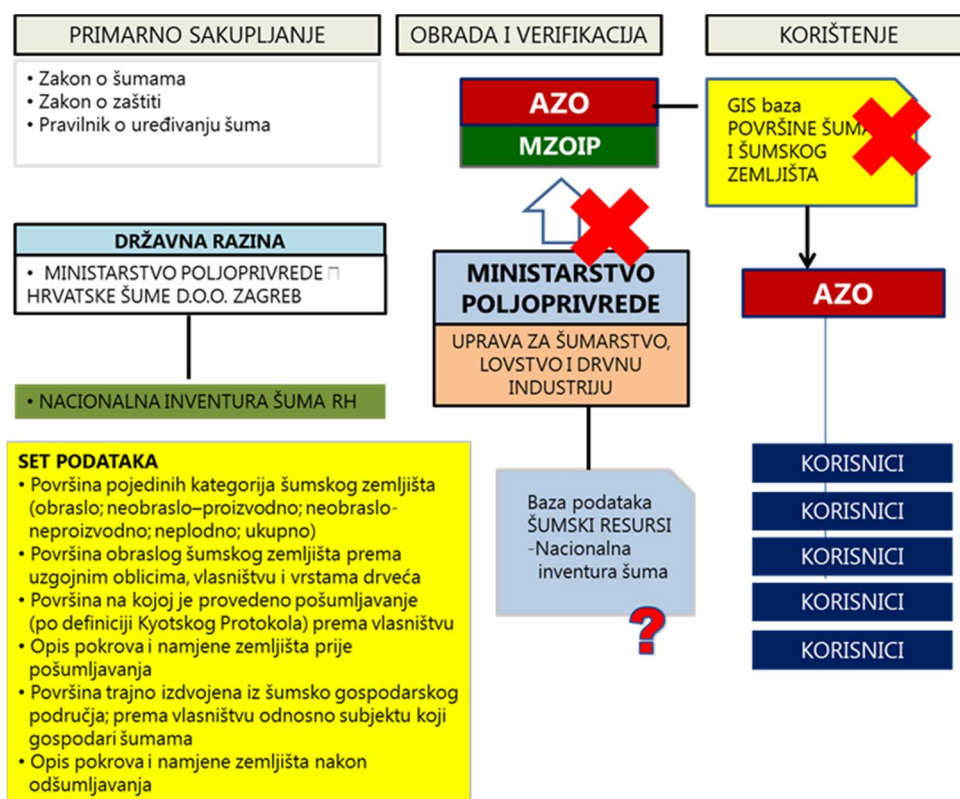 PRIMARNO SAKUPLJANJE
• Zakon o šumama
• Zakon o zaštiti
• Pravilnik o uređivanju šuma
DRŽAVNA RAZINA
• MINISTARSTVO POLJOPRIVREDE □
HRVATSKE ŠUME D.O.O. ZAGREB
• NACIONALNA INVENTURA ŠUMA RH
SET PODATAKA
• Površina pojedinih kategorija šumskog zemljišta
(obraslo; neobraslo–proizvodno; neobraslo-
neproizvodno; neplodno; ukupno)
• Površina obraslog šumskog zemljišta prema
uzgojnim oblicima, vlasništvu i vrstama drveća
• Površina na kojoj je provedeno pošumljavanje
(po definiciji Kyotskog Protokola) prema vlasništvu
• Opis pokrova i namjene zemljišta prije
pošumljavanja
• Površina trajno izdvojena iz šumsko gospodarskog
područja; prema vlasništvu odnosno subjektu koji
gospodari šumama
• Opis pokrova i namjene zemljišta nakon
odšumljavanja
OBRADA I VERIFIKACIJA
AZO
MZOIP
MINISTARSTVO
POLJOPRIVREDE
UPRAVA ZA ŠUMARSTVO,
LOVSTVO I DRVNU
INDUSTRIJU
Baza podataka
ŠUMSKI RESURSI
-Nacionalna
inventura šuma
?
KORIŠTENJE
GIS baza
POVRŠINE ŠUMA
I ŠUMSKOG
ZEMLJIŠTA
AZO
KORISNICI
KORISNICI
KORISNICI
KORISNICI
KORISNICI